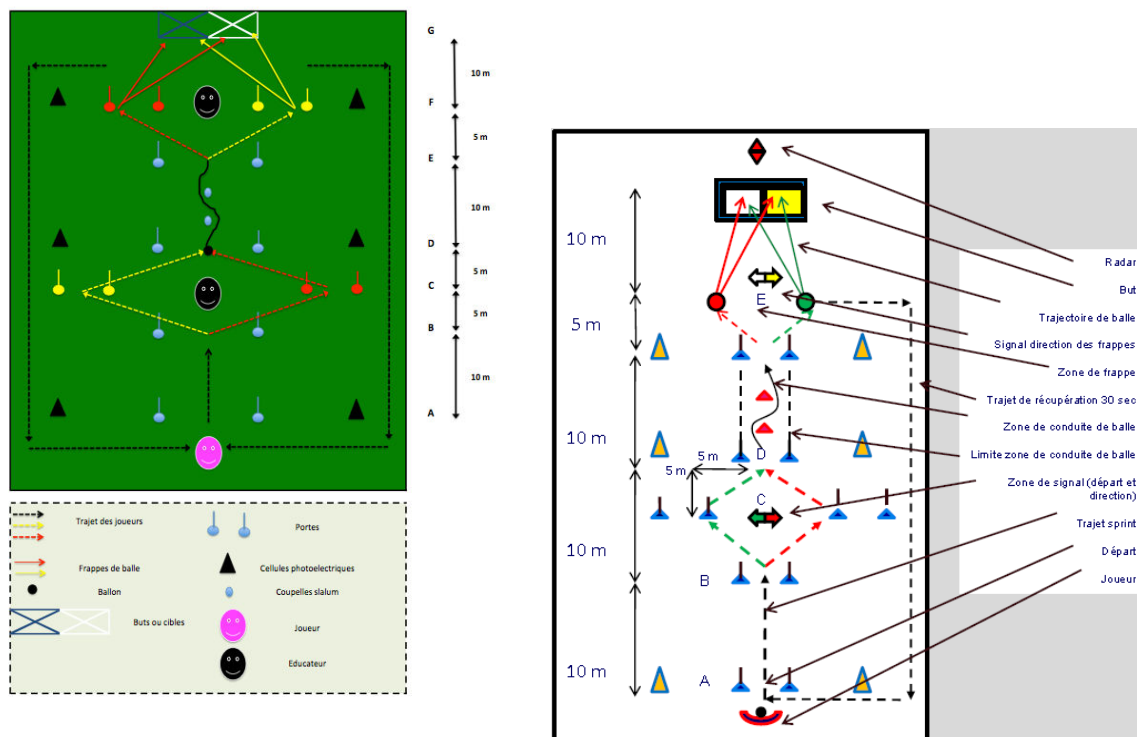 G
10 m
F
5 m
E
10 m
D
5 m
C
5 m
B
10 m
A
Trajet des joueurs
Portes
Frappes de balle
Cellules photoelectriques
Ballon
Coupelles slalum
Buts ou cibles
Joueur
Educateur
10 m
E
5 m
10 m
D
5 m
5 m
C
10 m
B
10 m
A
Radar
But
Trajectoire de balle
Signal direction des frappes
Zone de frappe
Trajet de récupération 30 sec
Zone de conduite de balle
Limite zone de conduite de balle
Zone de signal (départ et
direction)
Trajet sprint
Départ
Joueur